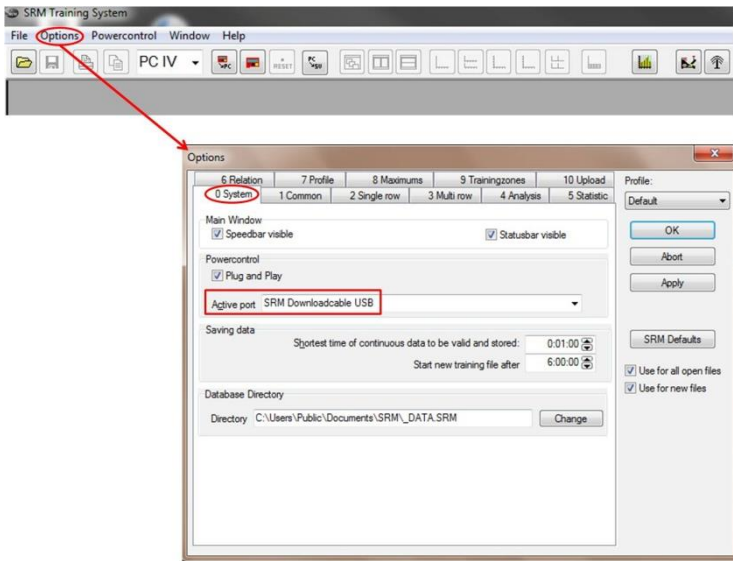 SRM Training System
File Options Powercontrol Window Help
PC IV
PC
RESET
PC
SU
Options
6 Relation 7 Profile 8 Maximums 9 Trainingzones 10 Upload
0 System 1 Common 2 Single row 3 Multi row 4 Analysis 5 Statistic
Profile:
Default
Main Window
Speedbar visible Statusbar visible
OK
Powercontrol
Abort
Plug and Play
Apply
Active port SRM Downloadcable USB
Saving data
Shortest time of continuous data to be valid and stored: 0:01:00
SRM Defaults
Start new training file after 6:00:00
Use for all open files
Use for new files
Database Directory
Directory C:\Users\Public\Documents\SRM\_DATA.SRM Change